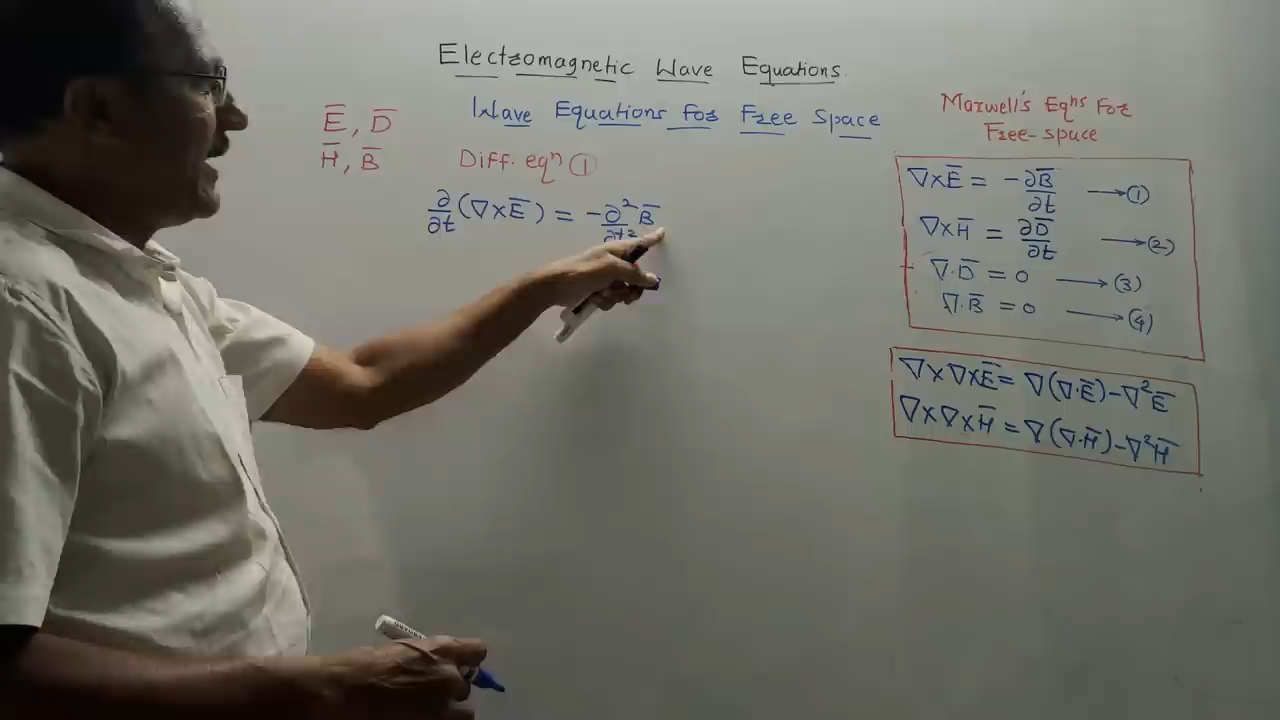 Electromagnetic Wave Equations.
Wave Equations For Free Space
E̅, D̅
H̅, B̅
Diff. eqⁿ ①
∂/∂t (∇×E̅) = -∂²B̅/∂t²
Maxwell's Eqⁿs For
Free-space
∇×E̅ = -∂B̅/∂t → ①
∇×H̅ = ∂D̅/∂t → (2)
∇.D̅ = 0 → (3)
∇.B̅ = 0 → (4)
∇×∇×E̅ = ∇(∇.E̅)-∇²E̅
∇×∇×H̅ = ∇(∇.H̅)-∇²H̅